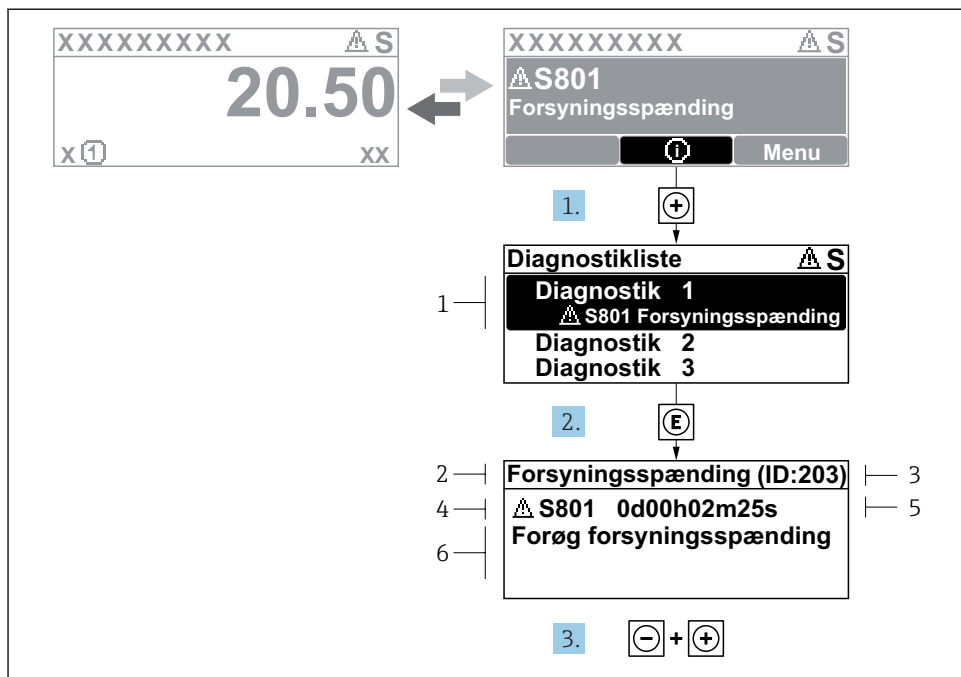 XXXXXXXXX ⚠ S
20.50
x ① xx
XXXXXXXXX ⚠ S
⚠ S801
Forsyningsspænding
ⓘ Menu
1. +
Diagnostikliste ⚠ S
1 Diagnostik 1
⚠ S801 Forsyningsspænding
Diagnostik 2
Diagnostik 3
2. E
2 Forsyningsspænding (ID:203) 3
4 ⚠ S801 0d00h02m25s 5
6 Forøg forsyningsspænding
3. - + +